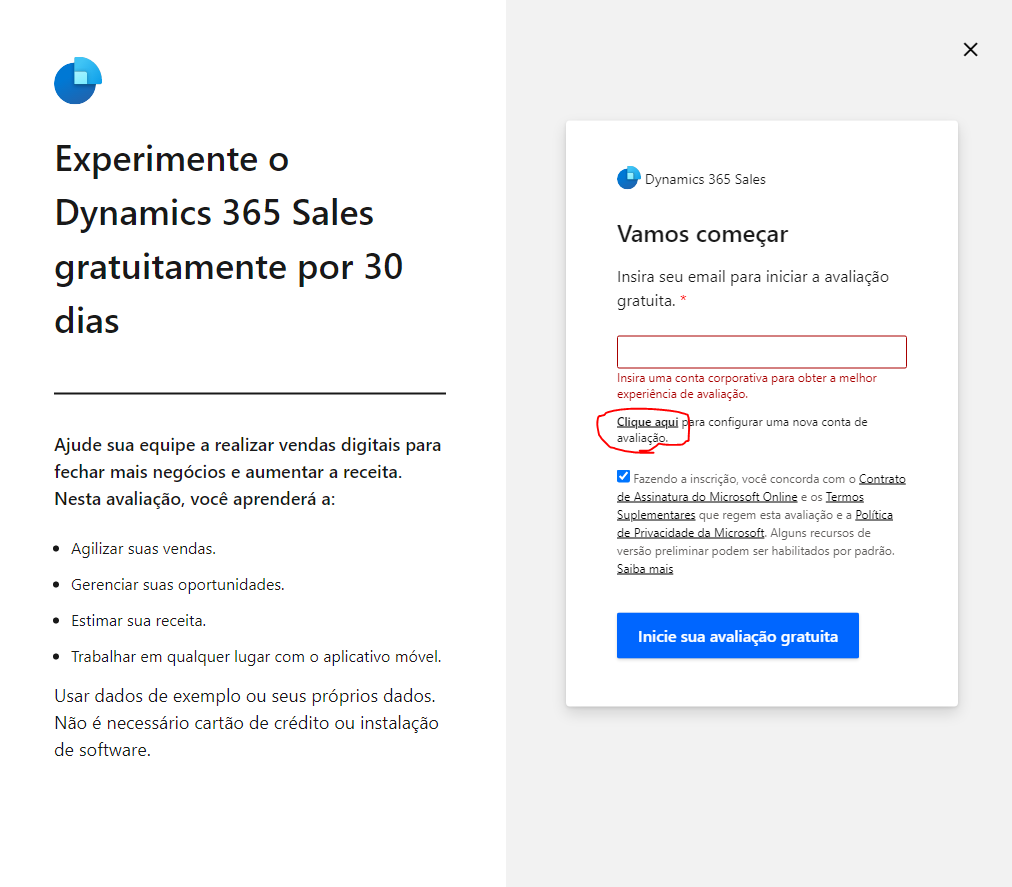 Experimente o
Dynamics 365 Sales
gratuitamente por 30
dias
Ajude sua equipe a realizar vendas digitais para
fechar mais negócios e aumentar a receita.
Nesta avaliação, você aprenderá a:
Agilizar suas vendas.
Gerenciar suas oportunidades.
Estimar sua receita.
Trabalhar em qualquer lugar com o aplicativo móvel.
Usar dados de exemplo ou seus próprios dados.
Não é necessário cartão de crédito ou instalação
de software.
Dynamics 365 Sales
Vamos começar
Insira seu email para iniciar a avaliação
gratuita. *
Insira uma conta corporativa para obter a melhor
experiência de avaliação.
Clique aqui para configurar uma nova conta de
avaliação.
Fazendo a inscrição, você concorda com o Contrato
de Assinatura do Microsoft Online e os Termos
Suplementares que regem esta avaliação e a Política
de Privacidade da Microsoft. Alguns recursos de
versão preliminar podem ser habilitados por padrão.
Saiba mais
Inicie sua avaliação gratuita